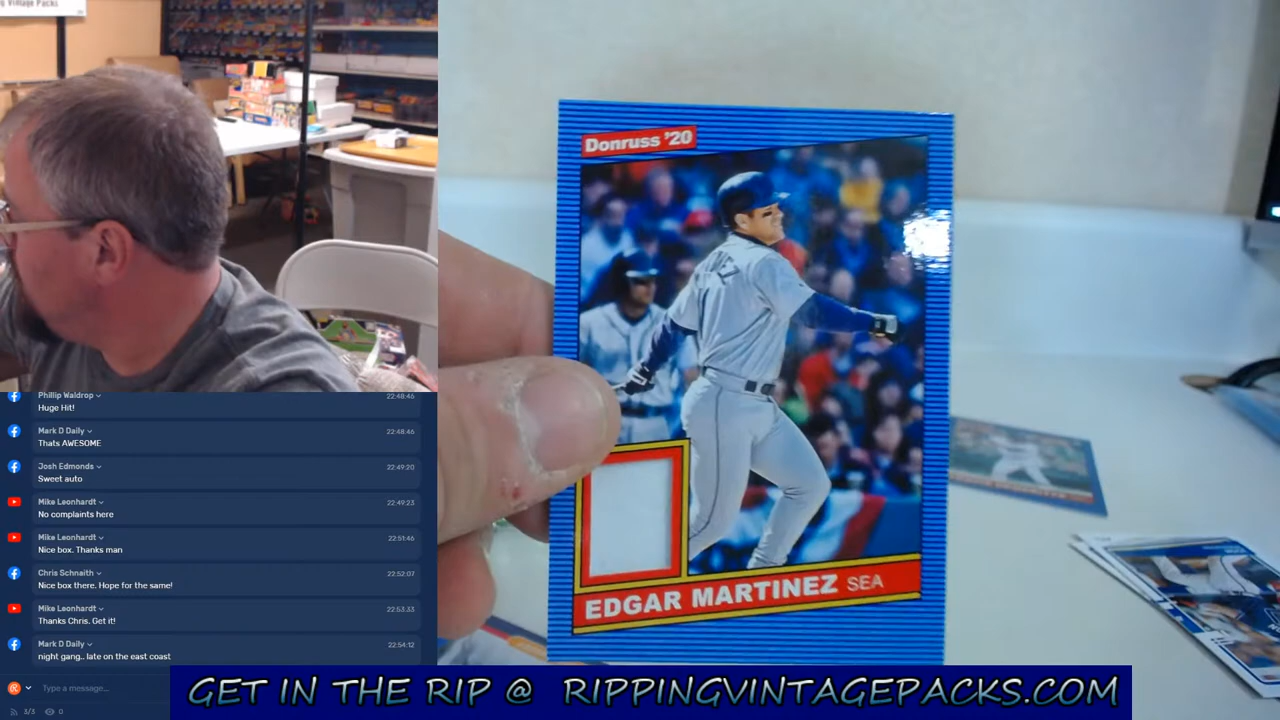 g Vintage Packs
Donruss '20
EDGAR MARTINEZ SEA
Phillip Waldrop
22:48:46
Huge Hit!
Mark D Daily
22:48:46
Thats AWESOME
Josh Edmonds
22:49:20
Sweet auto
Mike Leonhardt
22:49:23
No complaints here
Mike Leonhardt
22:51:46
Nice box. Thanks man
Chris Schnaith
22:52:07
Nice box there. Hope for the same!
Mike Leonhardt
22:53:33
Thanks Chris. Get it!
Mark D Daily
22:54:12
night gang.. late on the east coast
Type a message...
3/3 0
GET IN THE RIP @ RIPPINGVINTAGEPACKS.COM